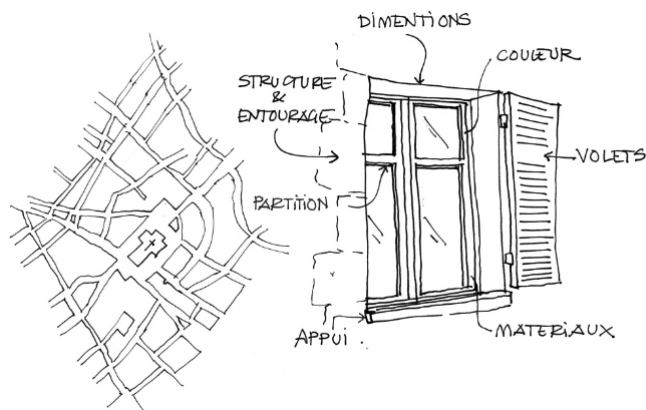 DIMENTIONS
COULEUR
STRUCTURE
&
ENTOURAGE
VOLETS
PARTITION
APPUI.
MATERIAUX